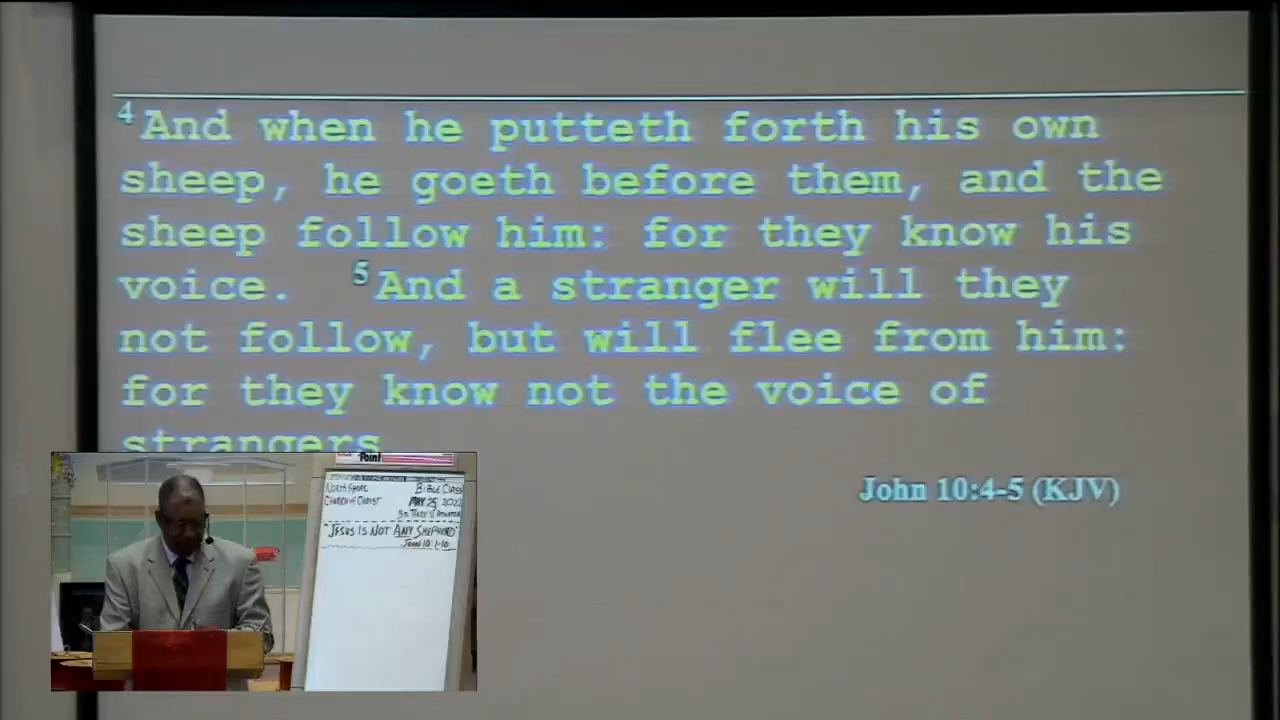 4And when he putteth forth his own
sheep, he goeth before them, and the
sheep follow him: for they know his
voice. 5And a stranger will they
not follow, but will flee from him:
for they know not the voice of
strangers
John 10:4-5 (KJV)
Point
North Shore Bible Class
Church of Christ May 25, 2022
"Jesus is Not Any Shepherd"
John 10:1-10